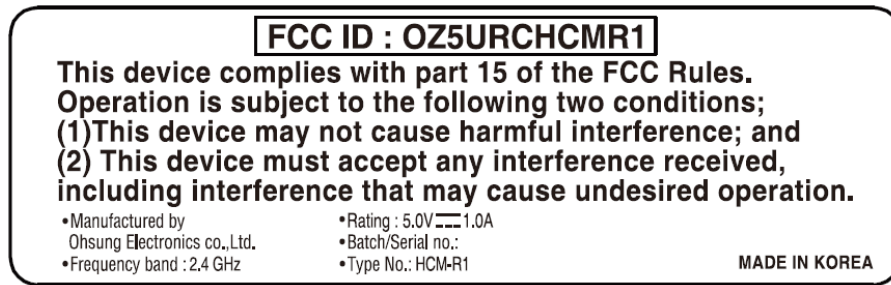 FCC ID : OZ5URCHCMR1
This device complies with part 15 of the FCC Rules.
Operation is subject to the following two conditions;
(1)This device may not cause harmful interference; and
(2) This device must accept any interference received,
including interference that may cause undesired operation.
•Manufactured by
Ohsung Electronics co.,Ltd.
•Frequency band : 2.4 GHz
•Rating : 5.0V⎓1.0A
•Batch/Serial no.:
•Type No.: HCM-R1
MADE IN KOREA